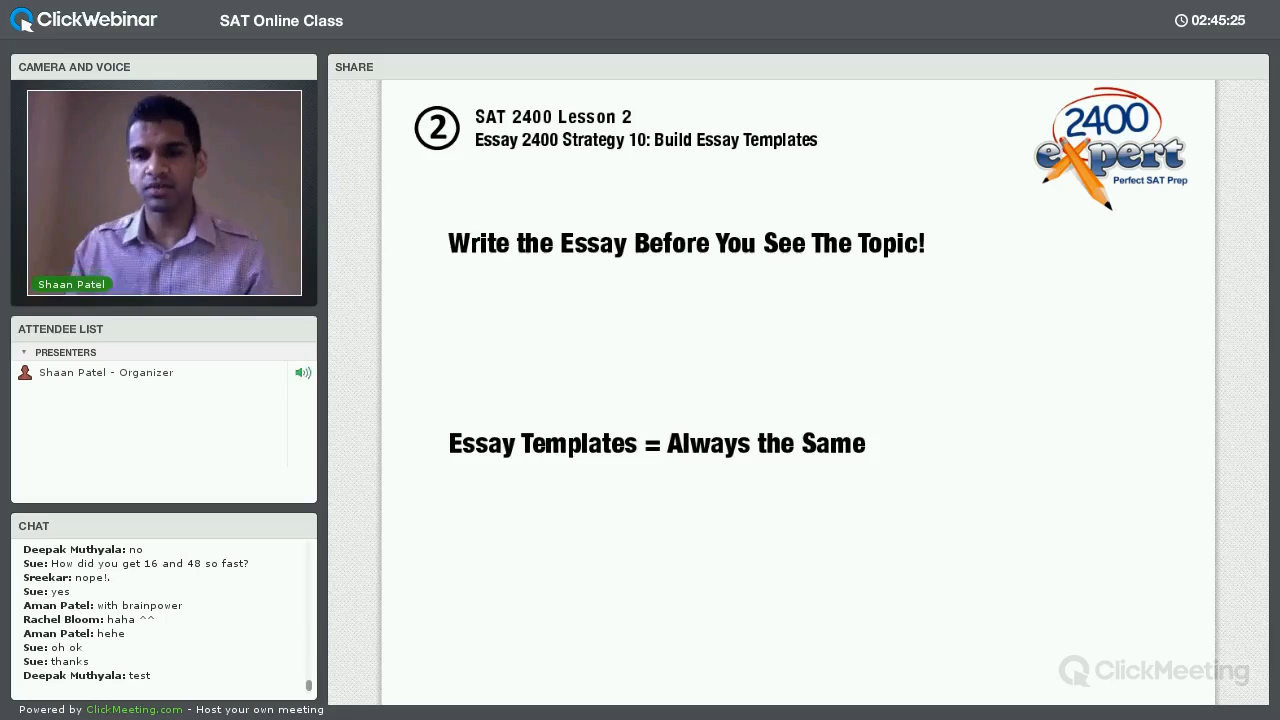 ClickWebinar
SAT Online Class
02:45:25
CAMERA AND VOICE
Shaan Patel
ATTENDEE LIST
PRESENTERS
Shaan Patel - Organizer
CHAT
Deepak Muthyala: no
Sue: How did you get 16 and 48 so fast?
Sreekar: nope!.
Sue: yes
Aman Patel: with brainpower
Rachel Bloom: haha ^^
Aman Patel: hehe
Sue: oh ok
Sue: thanks
Deepak Muthyala: test
Powered by ClickMeeting.com - Host your own meeting
SHARE
2
SAT 2400 Lesson 2
Essay 2400 Strategy 10: Build Essay Templates
2400
eXpert
Perfect SAT Prep
Write the Essay Before You See The Topic!
Essay Templates = Always the Same
ClickMeeting